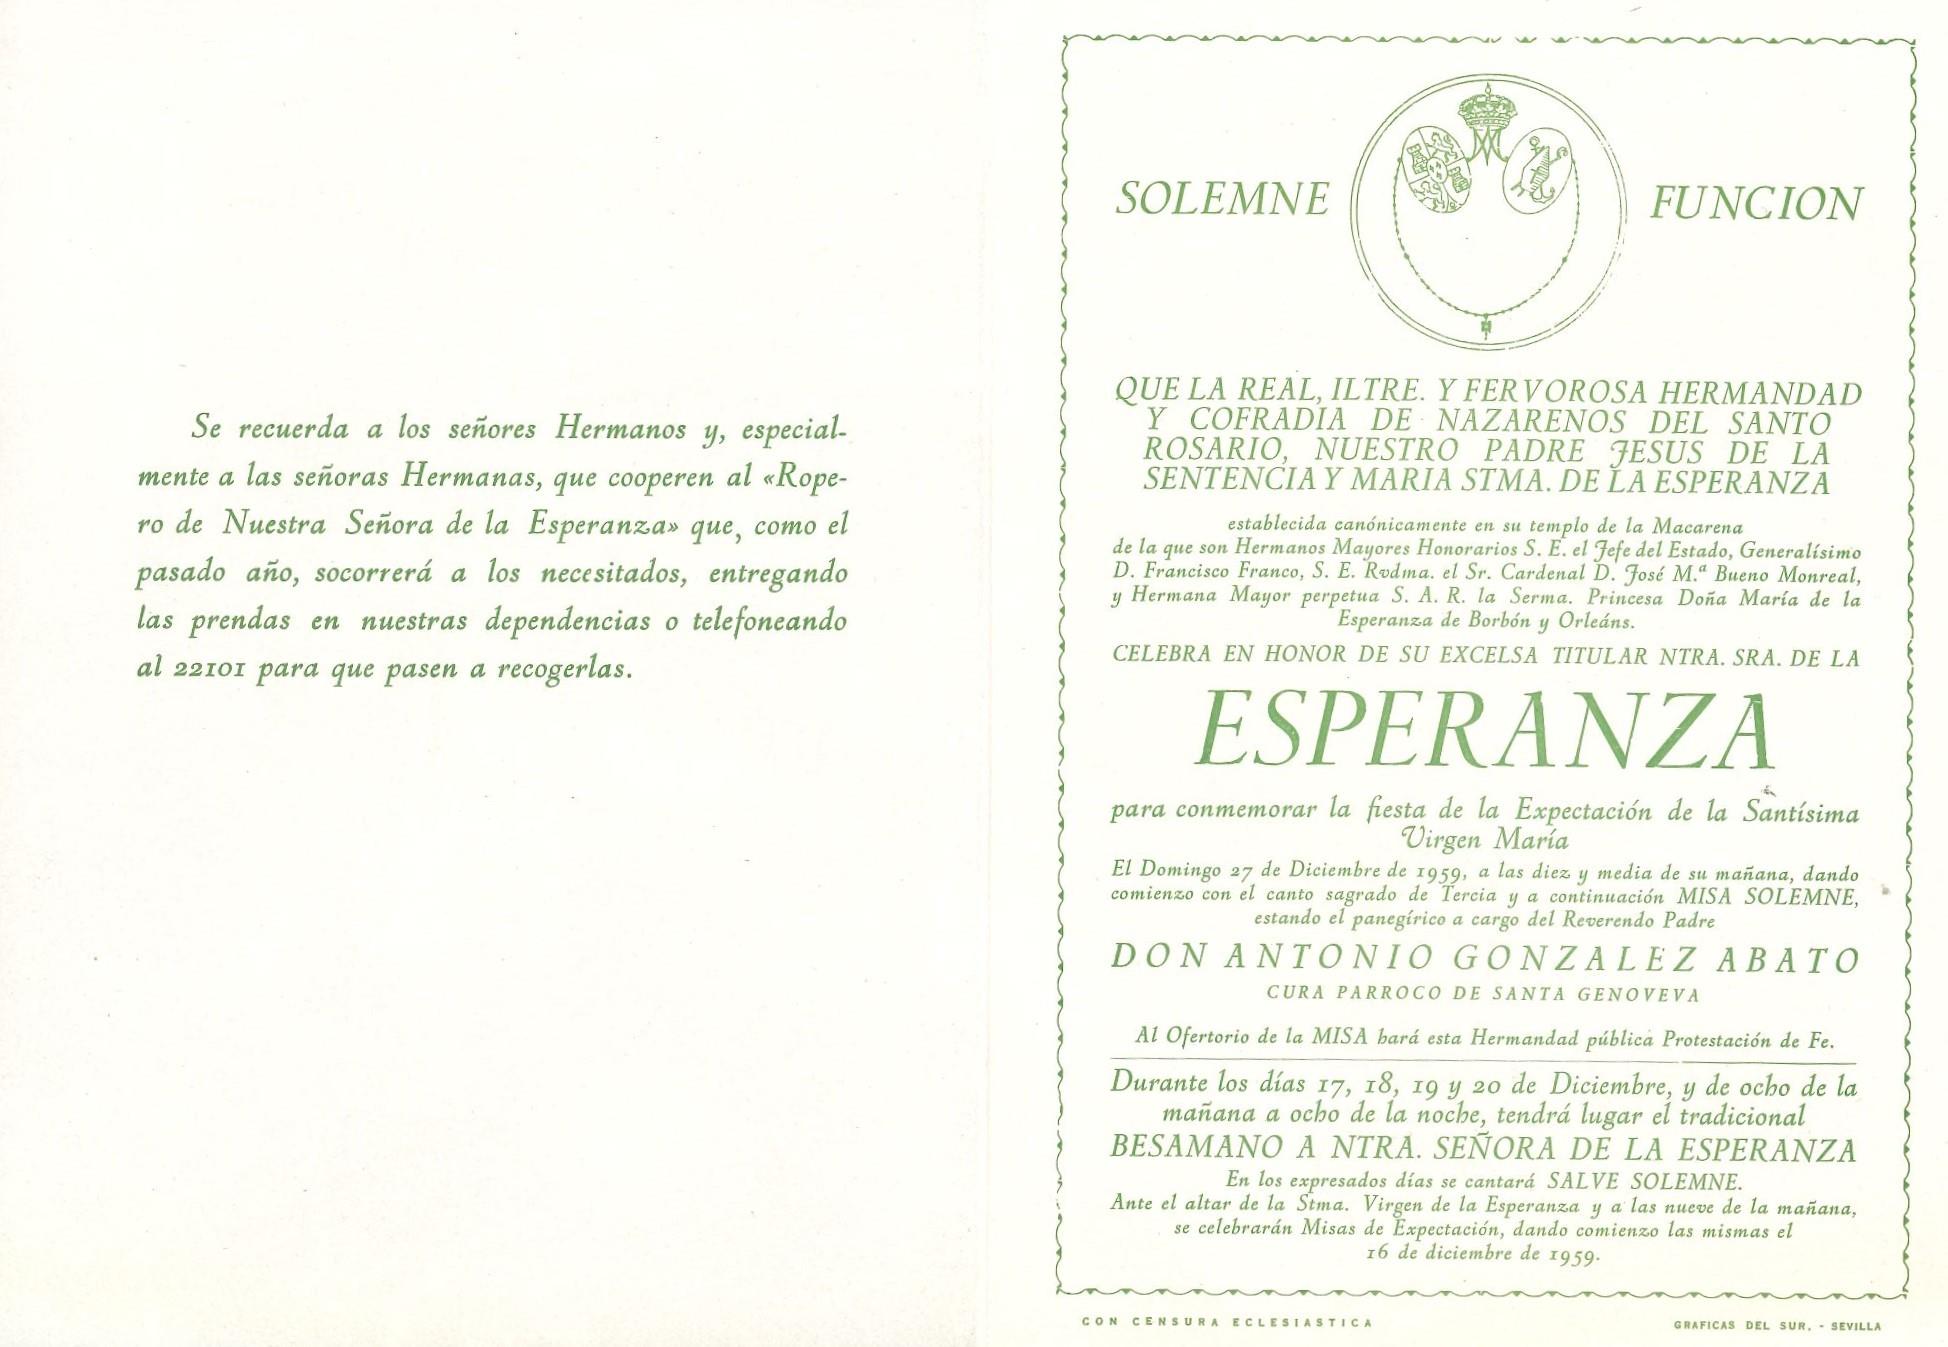 Se recuerda a los señores Hermanos y, especial-
mente a las señoras Hermanas, que cooperen al «Rope-
ro de Nuestra Señora de la Esperanza» que, como el
pasado año, socorrerá a los necesitados, entregando
las prendas en nuestras dependencias o telefoneando
al 22101 para que pasen a recogerlas.
SOLEMNE FUNCION
QUE LA REAL, ILTRE. Y FERVOROSA HERMANDAD
Y COFRADIA DE NAZARENOS DEL SANTO
ROSARIO, NUESTRO PADRE JESUS DE LA
SENTENCIA Y MARIA STMA. DE LA ESPERANZA
establecida canónicamente en su templo de la Macarena
de la que son Hermanos Mayores Honorarios S. E. el Jefe del Estado, Generalísimo
D. Francisco Franco, S. E. Rvdma. el Sr. Cardenal D. José M.ª Bueno Monreal,
y Hermana Mayor perpetua S. A. R. la Serma. Princesa Doña María de la
Esperanza de Borbón y Orleáns.
CELEBRA EN HONOR DE SU EXCELSA TITULAR NTRA. SRA. DE LA
ESPERANZA
para conmemorar la fiesta de la Expectación de la Santísima
Virgen María
El Domingo 27 de Diciembre de 1959, a las diez y media de su mañana, dando
comienzo con el canto sagrado de Tercia y a continuación MISA SOLEMNE,
estando el panegírico a cargo del Reverendo Padre
DON ANTONIO GONZALEZ ABATO
CURA PARROCO DE SANTA GENOVEVA
Al Ofertorio de la MISA hará esta Hermandad pública Protestación de Fe.
Durante los días 17, 18, 19 y 20 de Diciembre, y de ocho de la
mañana a ocho de la noche, tendrá lugar el tradicional
BESAMANO A NTRA. SEÑORA DE LA ESPERANZA
En los expresados días se cantará SALVE SOLEMNE.
Ante el altar de la Stma. Virgen de la Esperanza y a las nueve de la mañana,
se celebrarán Misas de Expectación, dando comienzo las mismas el
16 de diciembre de 1959.
CON CENSURA ECLESIASTICA
GRAFICAS DEL SUR. - SEVILLA